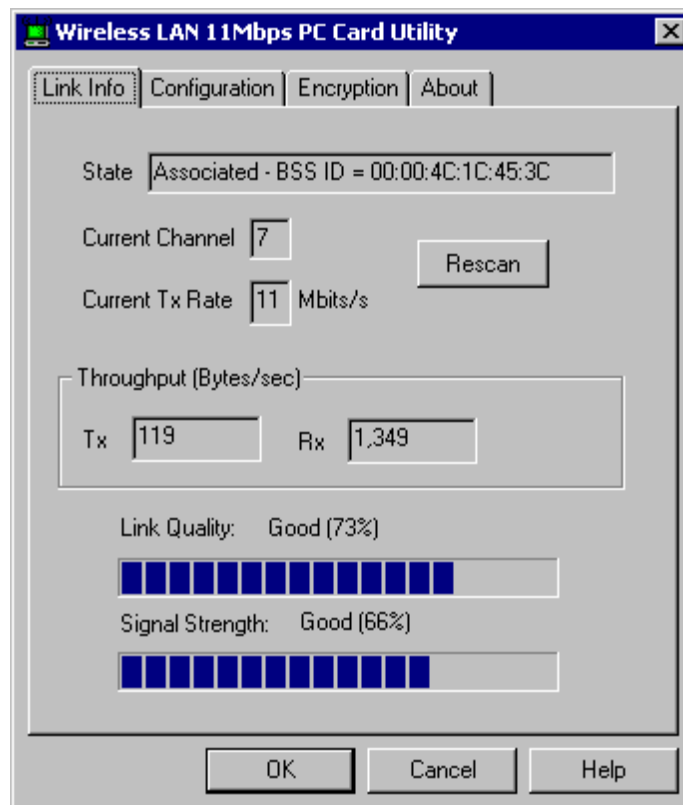 Wireless LAN 11Mbps PC Card Utility
Link Info Configuration Encryption About
State Associated - BSS ID = 00:00:4C:1C:45:3C
Current Channel 7
Rescan
Current Tx Rate 11 Mbits/s
Throughput (Bytes/sec)
Tx 119 Rx 1,349
Link Quality: Good (73%)
Signal Strength: Good (66%)
OK Cancel Help